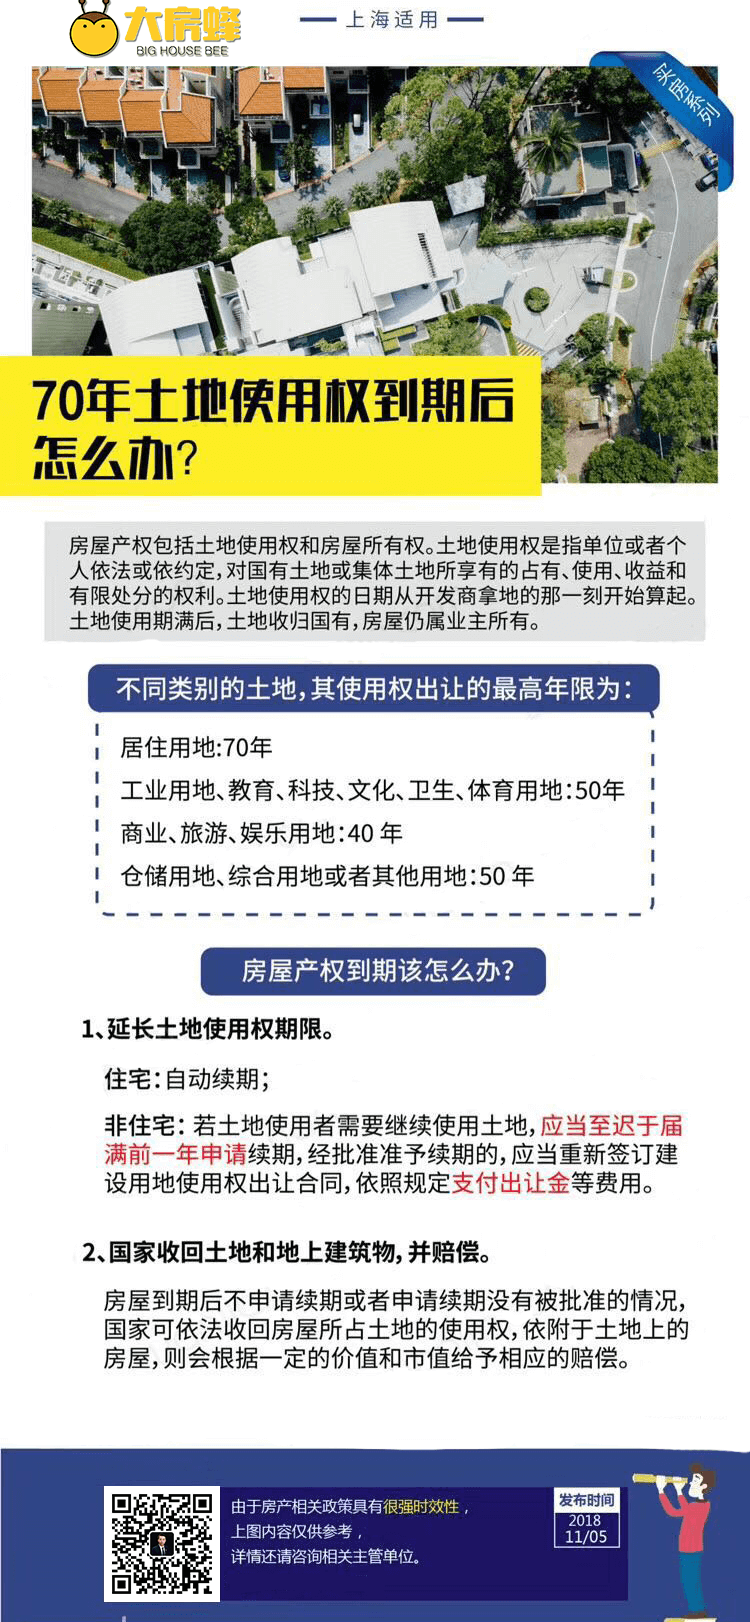 大房蜂
BIG HOUSE BEE
上海适用
买房系列
70年土地使用权到期后
怎么办?
房屋产权包括土地使用权和房屋所有权。土地使用权是指单位或者个
人依法或依约定,对国有土地或集体土地所享有的占有、使用、收益和
有限处分的权利。土地使用权的日期从开发商拿地的那一刻开始算起。
土地使用期满后,土地收归国有,房屋仍属业主所有。
不同类别的土地,其使用权出让的最高年限为:
居住用地:70年
工业用地、教育、科技、文化、卫生、体育用地:50年
商业、旅游、娱乐用地:40 年
仓储用地、综合用地或者其他用地:50 年
房屋产权到期该怎么办?
1、延长土地使用权期限。
住宅:自动续期;
非住宅: 若土地使用者需要继续使用土地,应当至迟于届
满前一年申请续期,经批准准予续期的,应当重新签订建
设用地使用权出让合同,依照规定支付出让金等费用。
2、国家收回土地和地上建筑物,并赔偿。
房屋到期后不申请续期或者申请续期没有被批准的情况,
国家可依法收回房屋所占土地的使用权,依附于土地上的
房屋,则会根据一定的价值和市值给予相应的赔偿。
由于房产相关政策具有很强时效性,
上图内容仅供参考,
详情还请咨询相关主管单位。
发布时间
2018
11/05